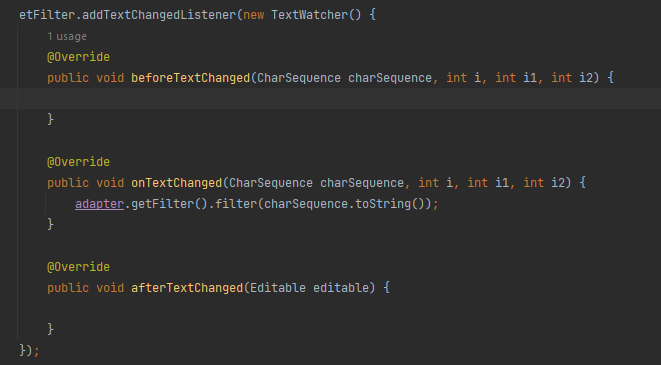 etFilter.addTextChangedListener(new TextWatcher() {
1 usage
@Override
public void beforeTextChanged(CharSequence charSequence, int i, int i1, int i2) {
}
@Override
public void onTextChanged(CharSequence charSequence, int i, int i1, int i2) {
adapter.getFilter().filter(charSequence.toString());
}
@Override
public void afterTextChanged(Editable editable) {
}
});